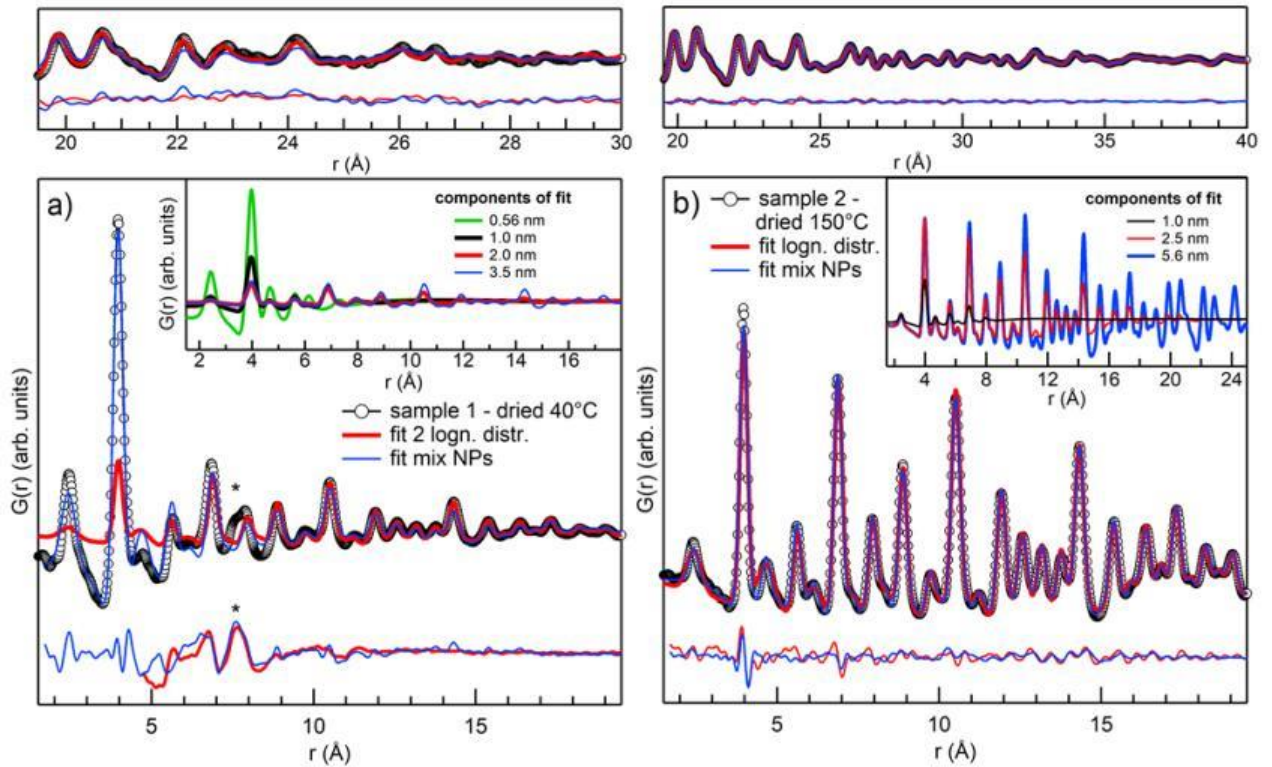 20 22 24 26 28 30
r (Å)
20 25 30 35 40
r (Å)
a)
G(r) (arb. units)
components of fit
0.56 nm
1.0 nm
2.0 nm
3.5 nm
G(r) (arb. units)
2 4 6 8 10 12 14 16
r (Å)
sample 1 - dried 40°C
fit 2 logn. distr.
fit mix NPs
*
*
5 10 15
r (Å)
b)
G(r) (arb. units)
sample 2 -
dried 150°C
fit logn. distr.
fit mix NPs
components of fit
1.0 nm
2.5 nm
5.6 nm
4 8 12 16 20 24
r (Å)
5 10 15
r (Å)